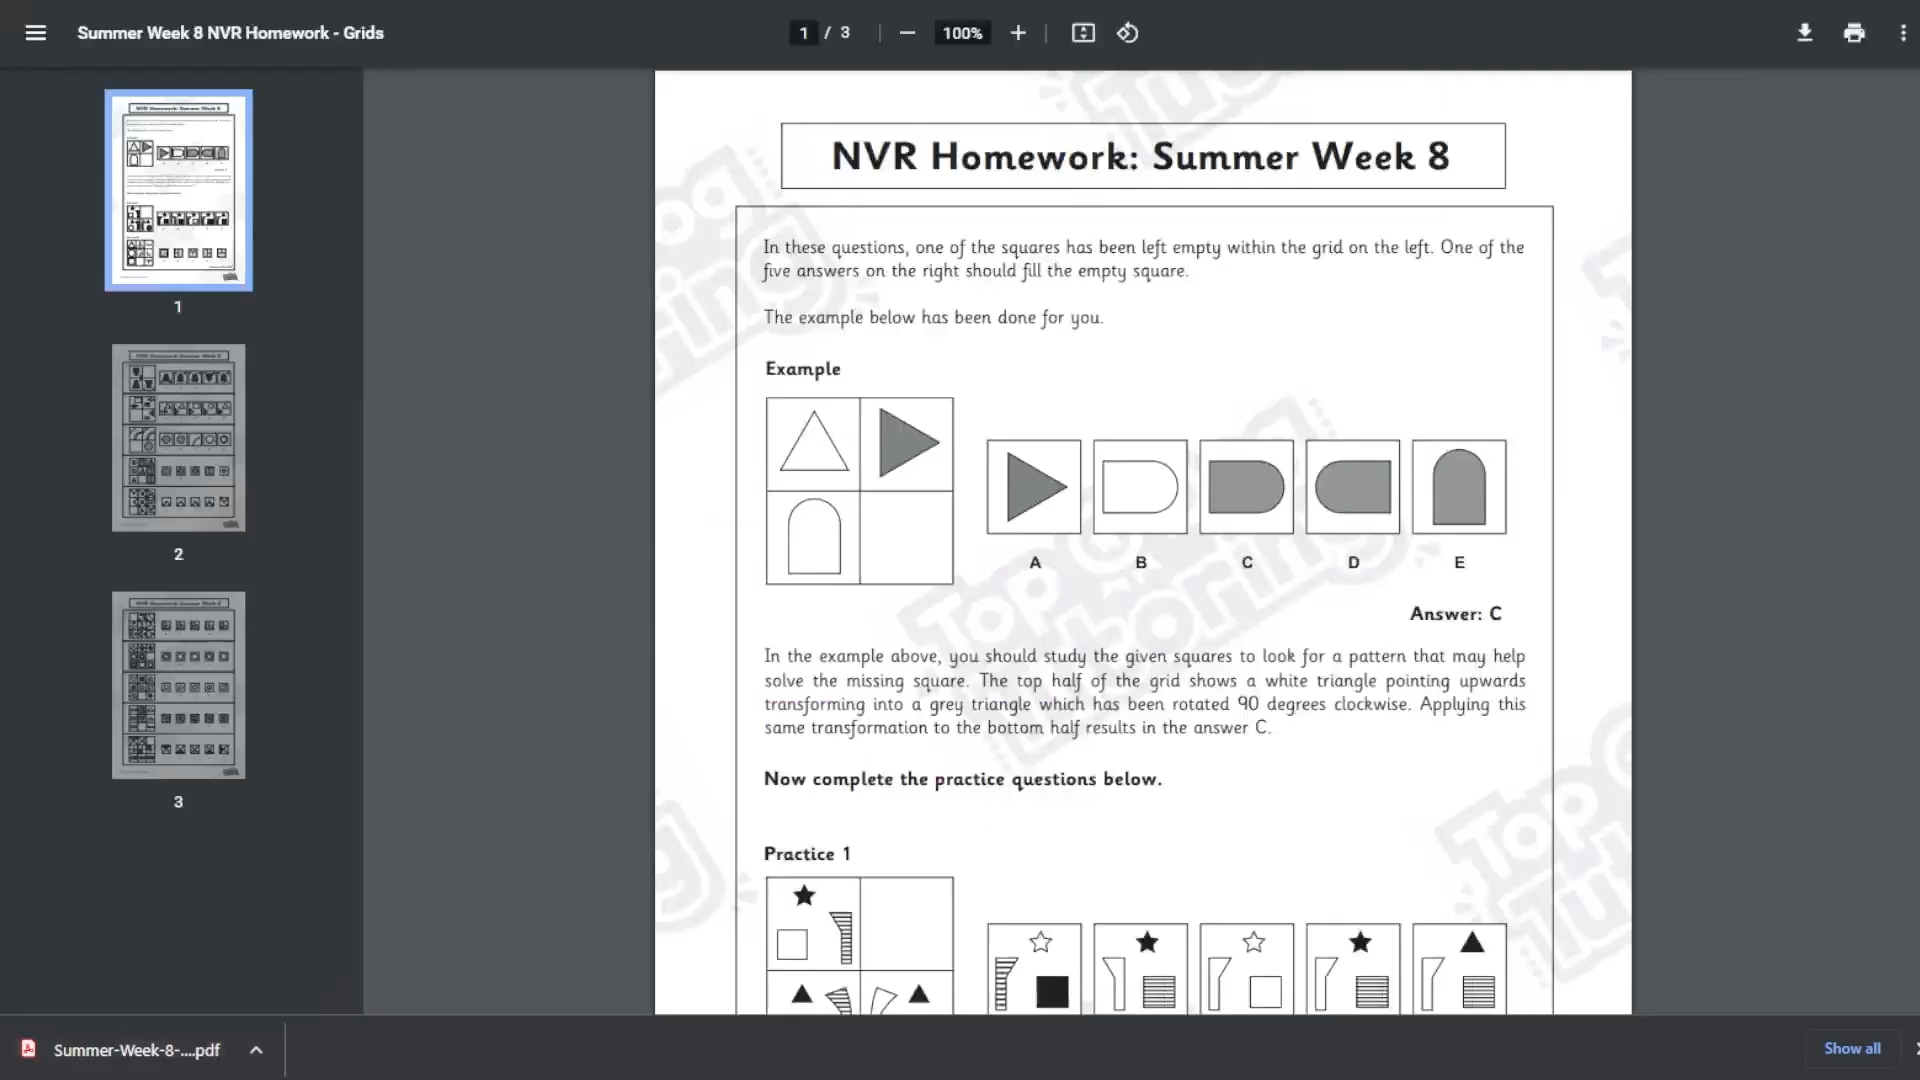 Summer Week 8 NVR Homework - Grids
1 / 3
100%
1
2
3
NVR Homework: Summer Week 8
In these questions, one of the squares has been left empty within the grid on the left. One of the
five answers on the right should fill the empty square.
The example below has been done for you.
Example
A B C D E
Answer: C
In the example above, you should study the given squares to look for a pattern that may help
solve the missing square. The top half of the grid shows a white triangle pointing upwards
transforming into a grey triangle which has been rotated 90 degrees clockwise. Applying this
same transformation to the bottom half results in the answer C.
Now complete the practice questions below.
Practice 1
Top
Tutoring
Summer-Week-8-....pdf
Show all